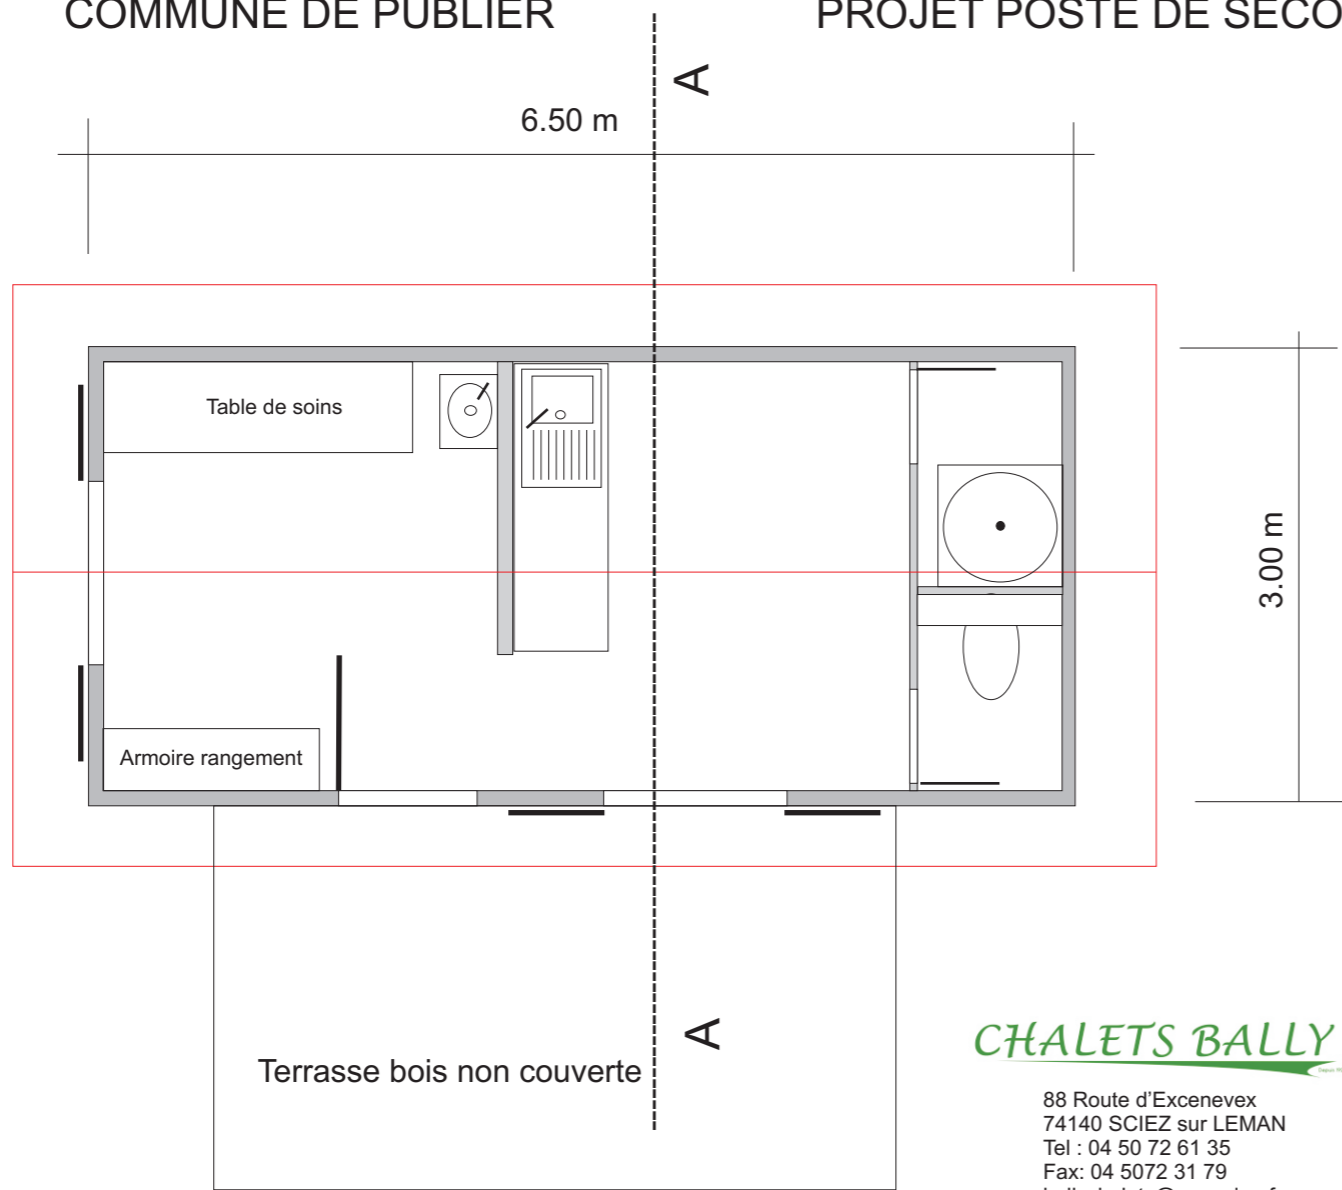 COMMUNE DE PUBLIER
PROJET POSTE DE SECO
A
6.50 m
Table de soins
3.00 m
Armoire rangement
A
Terrasse bois non couverte
CHALETS BALLY
88 Route d'Excenevex
74140 SCIEZ sur LEMAN
Tel : 04 50 72 61 35
Fax: 04 5072 31 79